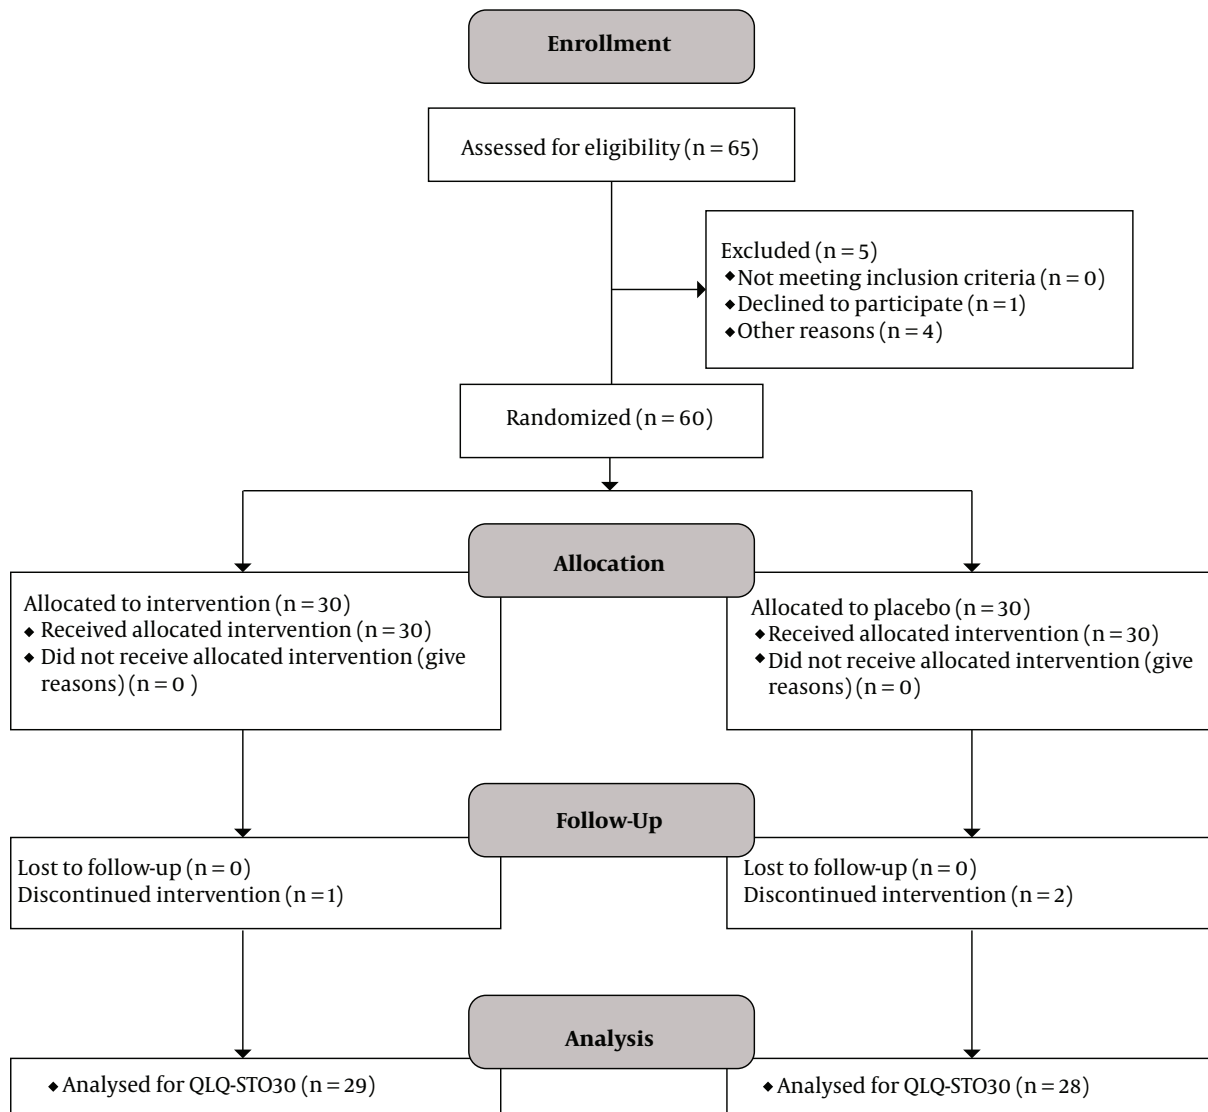 Enrollment
Assessed for eligibility (n = 65)
Excluded (n = 5)
◆Not meeting inclusion criteria (n = 0)
◆Declined to participate (n = 1)
◆Other reasons (n = 4)
Randomized (n = 60)
Allocation
Allocated to intervention (n = 30)
◆ Received allocated intervention (n = 30)
◆ Did not receive allocated intervention (give
reasons) (n = 0 )
Allocated to placebo (n = 30)
◆Received allocated intervention (n = 30)
◆Did not receive allocated intervention (give
reasons) (n = 0)
Follow-Up
Lost to follow-up (n = 0)
Discontinued intervention (n = 1)
Lost to follow-up (n = 0)
Discontinued intervention (n = 2)
Analysis
◆Analysed for QLQ-STO30 (n = 29)
◆Analysed for QLQ-STO30 (n = 28)